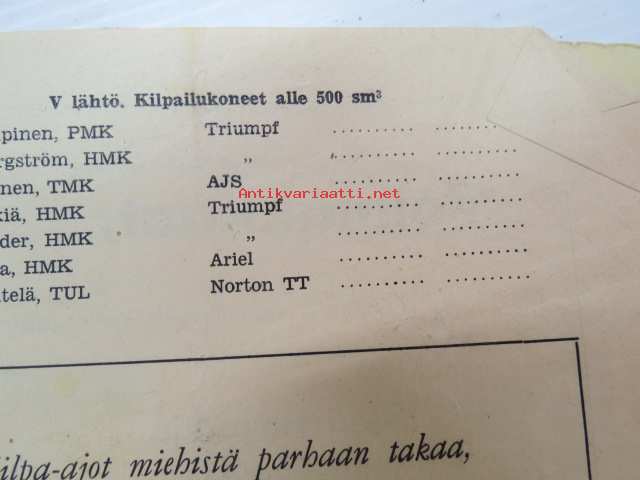 V lähtö. Kilpailukoneet alle 500 sm³
pinen, PMK Triumpf .......... ..........
rgström, HMK „ .......... ..........
nen, TMK AJS .......... ..........
Antikvariaatti.net
kiä, HMK Triumpf .......... ..........
der, HMK „ .......... ..........
a, HMK Ariel .......... ..........
telä, TUL Norton TT .......... ..........
ilpa-ajot miehistä parhaan takaa,